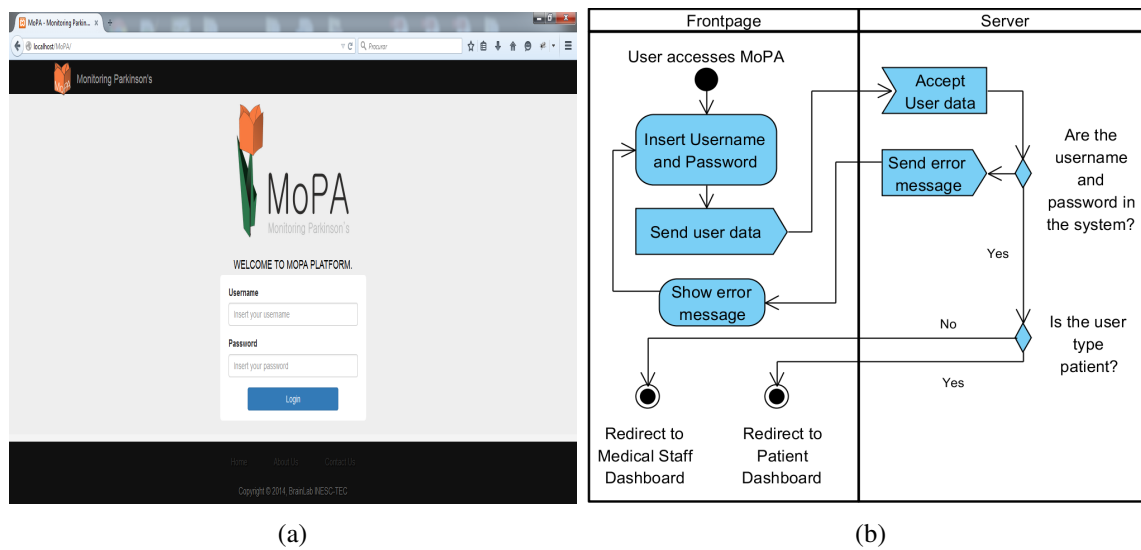 MoPA - Monitoring Parkin...
localhost/MoPA/
Procurar
MoPA
Monitoring Parkinson's
MoPA
Monitoring Parkinson's
WELCOME TO MOPA PLATFORM.
Username
Insert your username
Password
Insert your password
Login
Home About Us Contact Us
Copyright © 2014, BrainLab INESC-TEC
(a)
Frontpage
Server
User accesses MoPA
Insert Username
and Password
Send user data
Show error
message
Accept
User data
Send error
message
Are the
username
and
password in
the system?
Yes
Is the user
type
patient?
No
Yes
Redirect to
Medical Staff
Dashboard
Redirect to
Patient
Dashboard
(b)